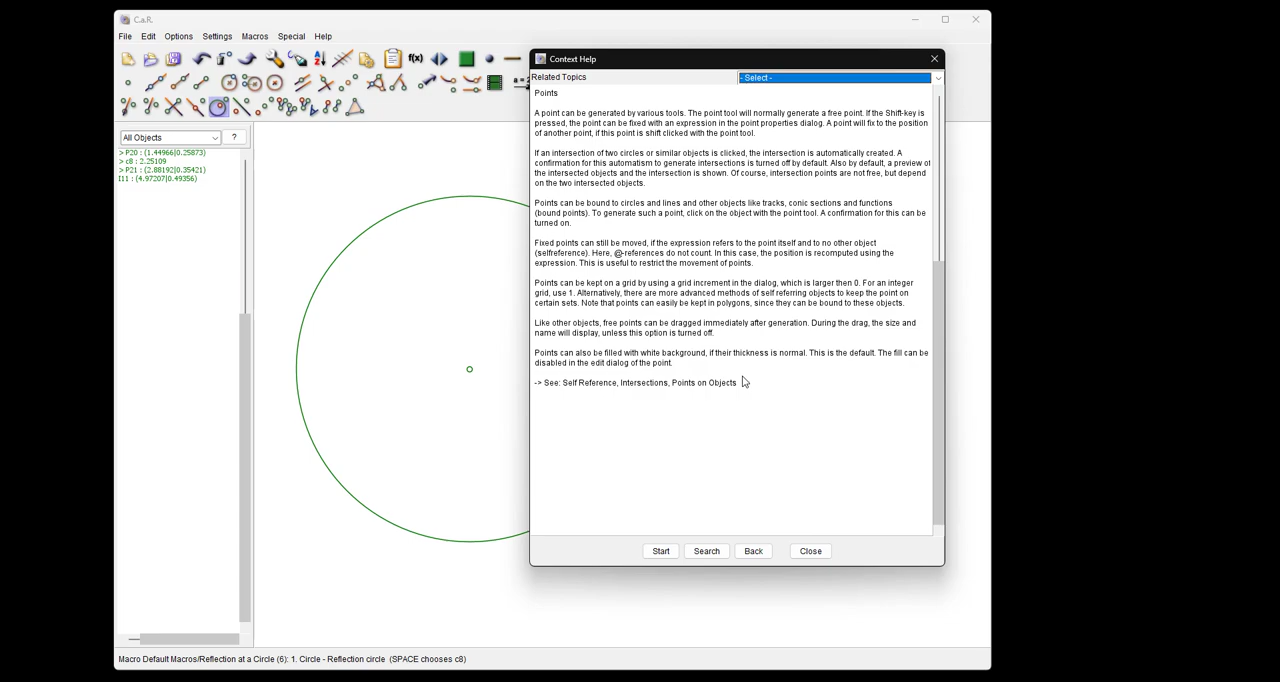 C.a.R.
File Edit Options Settings Macros Special Help
f(x)
a = ?
All Objects
?
> P20 : (1.44966|0.25873)
> c8 : 2.25109
> P21 : (2.88192|0.35421)
I11 : (4.97207|0.49356)
Context Help
Related Topics
- Select -
Points
A point can be generated by various tools. The point tool will normally generate a free point. If the Shift-key is
pressed, the point can be fixed with an expression in the point properties dialog. A point will fix to the position
of another point, if this point is shift clicked with the point tool.
If an intersection of two circles or similar objects is clicked, the intersection is automatically created. A
confirmation for this automatism to generate intersections is turned off by default. Also by default, a preview of
the intersected objects and the intersection is shown. Of course, intersection points are not free, but depend
on the two intersected objects.
Points can be bound to circles and lines and other objects like tracks, conic sections and functions
(bound points). To generate such a point, click on the object with the point tool. A confirmation for this can be
turned on.
Fixed points can still be moved, if the expression refers to the point itself and to no other object
(selfreference). Here, @-references do not count. In this case, the position is recomputed using the
expression. This is useful to restrict the movement of points.
Points can be kept on a grid by using a grid increment in the dialog, which is larger then 0. For an integer
grid, use 1. Alternatively, there are more advanced methods of self referring objects to keep the point on
certain sets. Note that points can easily be kept in polygons, since they can be bound to these objects.
Like other objects, free points can be dragged immediately after generation. During the drag, the size and
name will display, unless this option is turned off.
Points can also be filled with white background, if their thickness is normal. This is the default. The fill can be
disabled in the edit dialog of the point.
-> See: Self Reference, Intersections, Points on Objects
Start Search Back Close
Macro Default Macros/Reflection at a Circle (6): 1. Circle - Reflection circle (SPACE chooses c8)